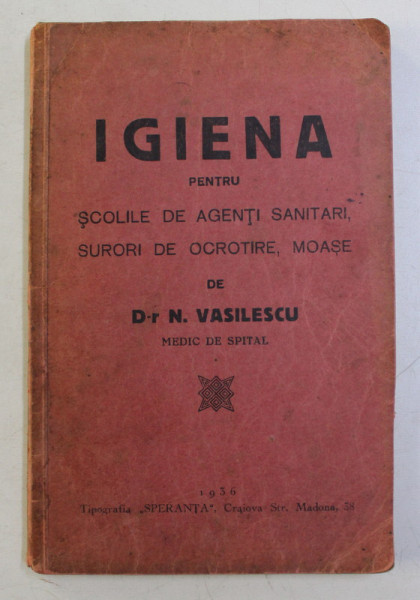 IGIENA
PENTRU
ŞCOLILE DE AGENŢI SANITARI,
SURORI DE OCROTIRE, MOAŞE
DE
D-r N. VASILESCU
MEDIC DE SPITAL
1936
Tipografia „SPERANŢA", Craiova Str. Madona, 38